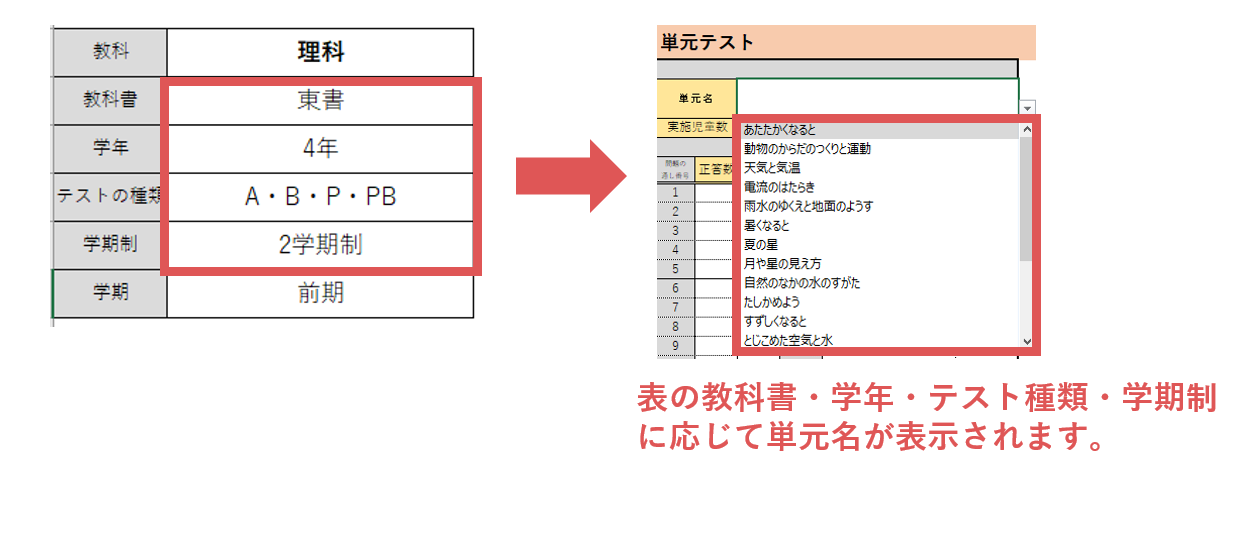 教科 理科
教科書 東書
学年 4年
テストの種類 A・B・P・PB
学期制 2学期制
学期 前期
単元テスト
単元名
実施児童数
あたたかくなると
動物のからだのつくりと運動
天気と気温
電流のはたらき
雨水のゆくえと地面のようす
暑くなると
夏の星
月や星の見え方
自然のなかの水のすがた
たしかめよう
すずしくなると
とじこめた空気と水
問題の
通し番号
正答数
1
2
3
4
5
6
7
8
9
表の教科書・学年・テスト種類・学期制
に応じて単元名が表示されます。